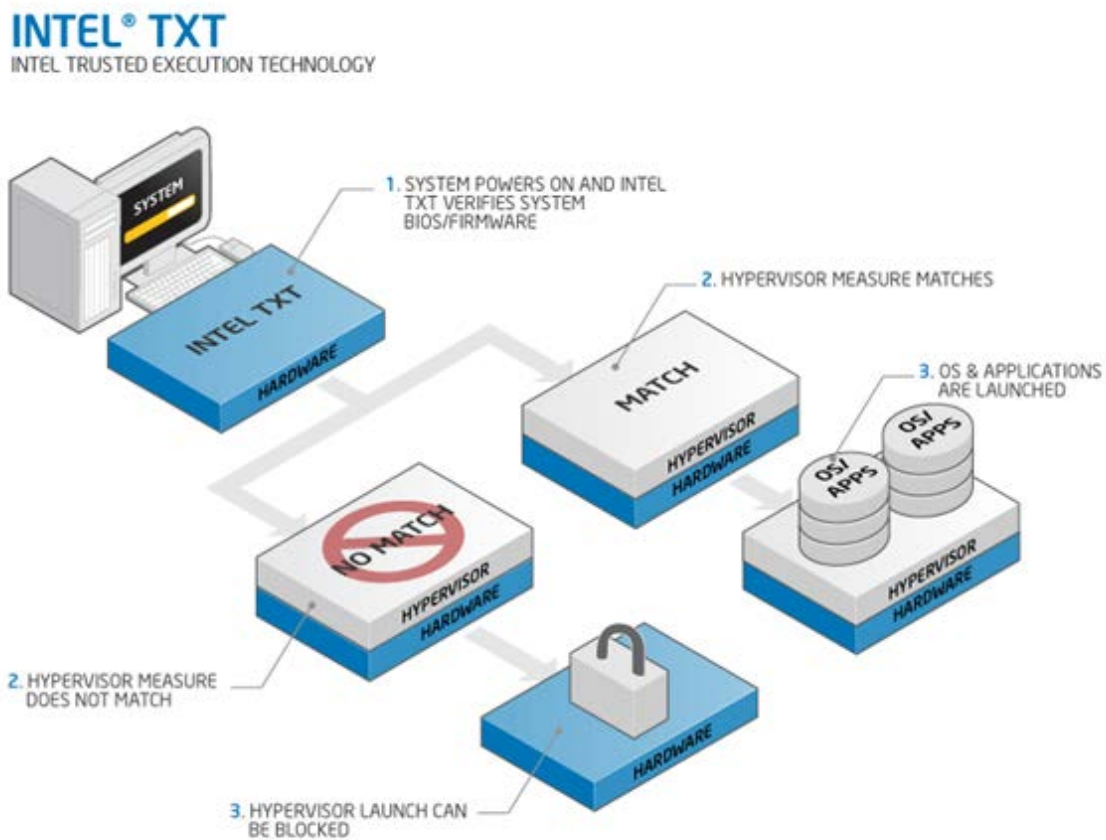 INTEL® TXT
INTEL TRUSTED EXECUTION TECHNOLOGY
SYSTEM
1. SYSTEM POWERS ON AND INTEL
TXT VERIFIES SYSTEM
BIOS/FIRMWARE
INTEL TXT
HARDWARE
2. HYPERVISOR MEASURE MATCHES
MATCH
HYPERVISOR
HARDWARE
3. OS & APPLICATIONS
ARE LAUNCHED
OS/
APPS
OS/
APPS
HYPERVISOR
HARDWARE
NO MATCH
HYPERVISOR
HARDWARE
2. HYPERVISOR MEASURE
DOES NOT MATCH
HARDWARE
3. HYPERVISOR LAUNCH CAN
BE BLOCKED